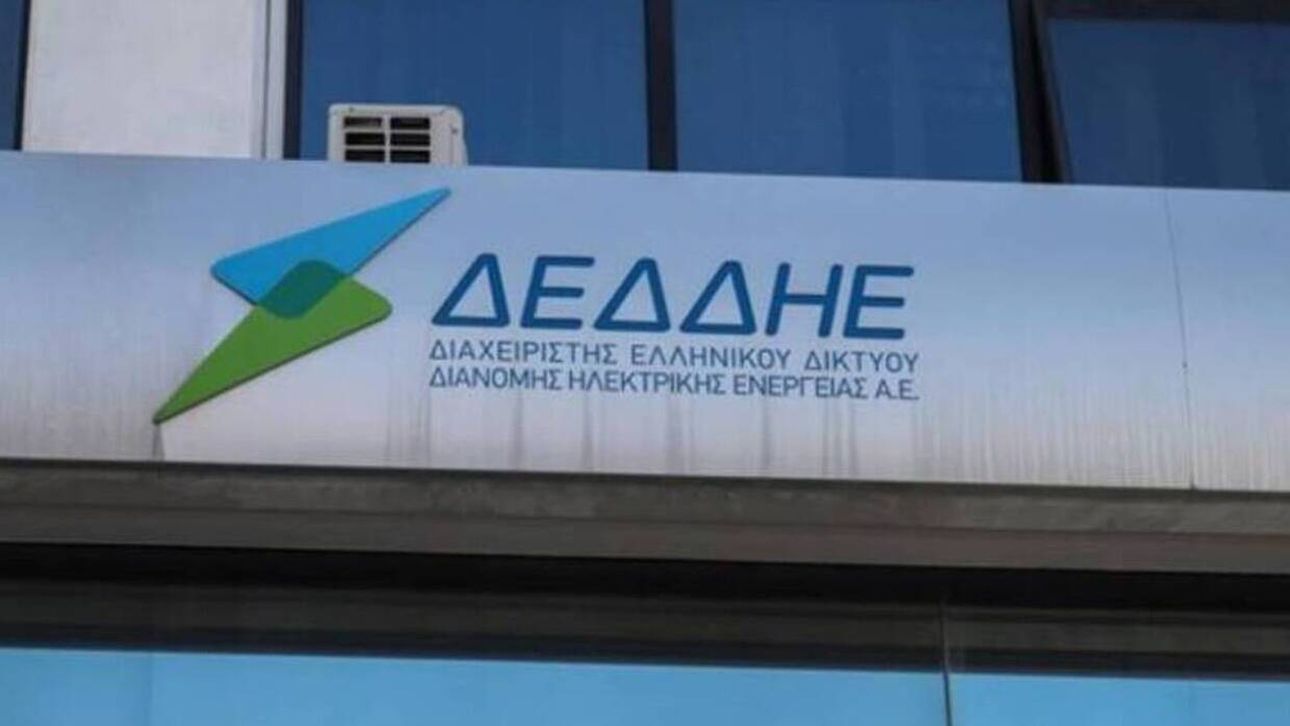 ΔΕΔΔΗΕ
ΔΙΑΧΕΙΡΙΣΤΗΣ ΕΛΛΗΝΙΚΟΥ ΔΙΚΤΥΟΥ
ΔΙΑΝΟΜΗΣ ΗΛΕΚΤΡΙΚΗΣ ΕΝΕΡΓΕΙΑΣ Α.Ε.